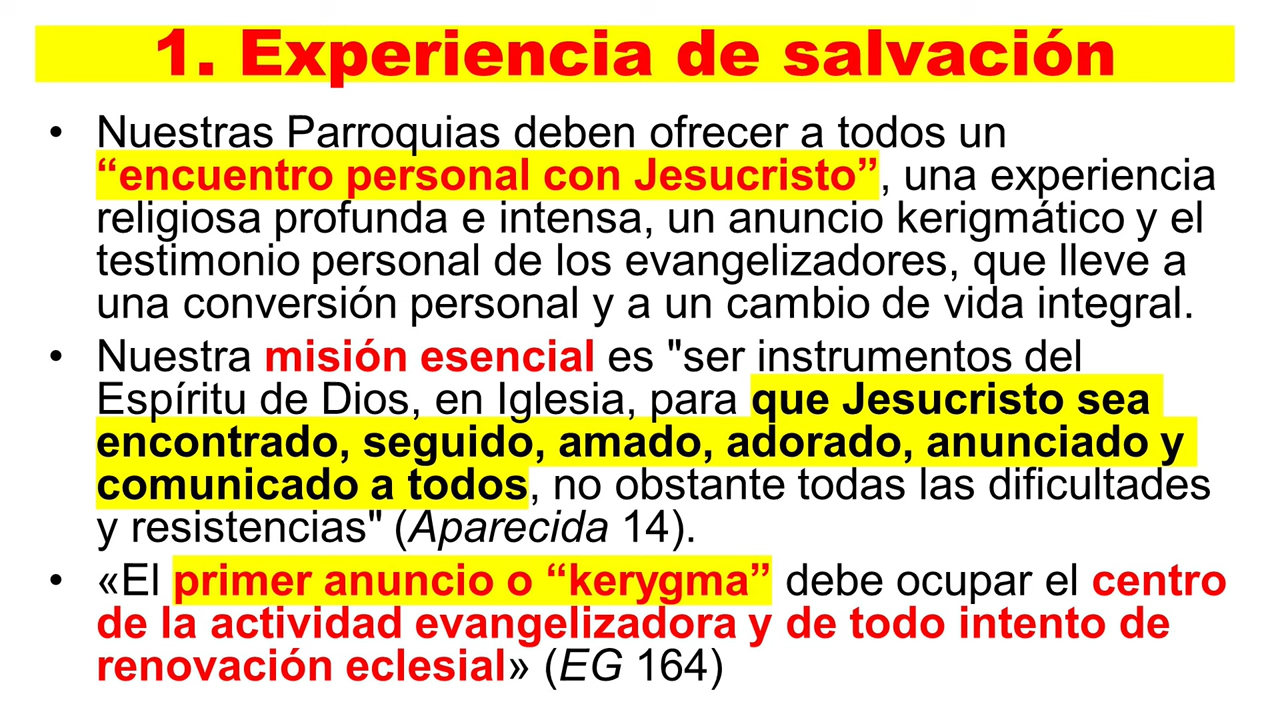 1. Experiencia de salvación
• Nuestras Parroquias deben ofrecer a todos un
“encuentro personal con Jesucristo”, una experiencia
religiosa profunda e intensa, un anuncio kerigmático y el
testimonio personal de los evangelizadores, que lleve a
una conversión personal y a un cambio de vida integral.
• Nuestra misión esencial es "ser instrumentos del
Espíritu de Dios, en Iglesia, para que Jesucristo sea
encontrado, seguido, amado, adorado, anunciado y
comunicado a todos, no obstante todas las dificultades
y resistencias" (Aparecida 14).
• «El primer anuncio o “kerygma” debe ocupar el centro
de la actividad evangelizadora y de todo intento de
renovación eclesial» (EG 164)